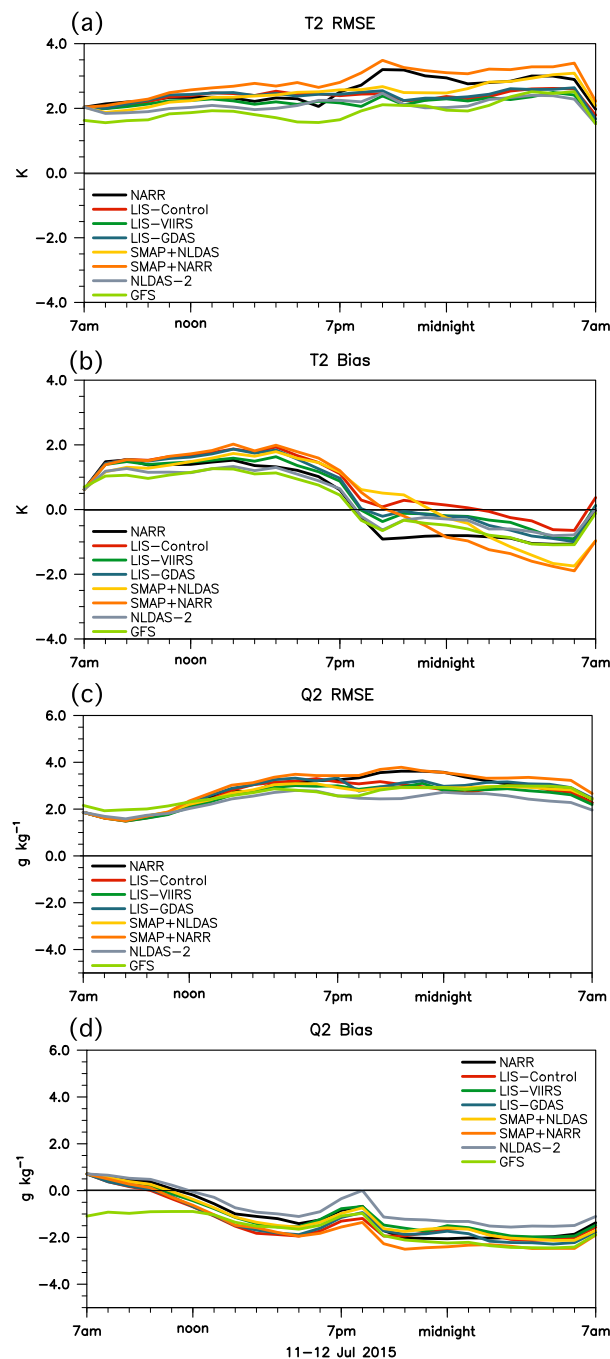 (a)
T2 RMSE
4.0
2.0
0.0
−2.0
−4.0
K
NARR
LIS−Control
LIS−VIIRS
LIS−GDAS
SMAP+NLDAS
SMAP+NARR
NLDAS−2
GFS
7am
noon
7pm
midnight
7am
(b)
T2 Bias
4.0
2.0
0.0
−2.0
−4.0
K
NARR
LIS−Control
LIS−VIIRS
LIS−GDAS
SMAP+NLDAS
SMAP+NARR
NLDAS−2
GFS
7am
noon
7pm
midnight
7am
(c)
Q2 RMSE
6.0
4.0
2.0
0.0
−2.0
−4.0
g kg⁻¹
NARR
LIS−Control
LIS−VIIRS
LIS−GDAS
SMAP+NLDAS
SMAP+NARR
NLDAS−2
GFS
7am
noon
7pm
midnight
7am
(d)
Q2 Bias
6.0
4.0
2.0
0.0
−2.0
−4.0
g kg⁻¹
NARR
LIS−Control
LIS−VIIRS
LIS−GDAS
SMAP+NLDAS
SMAP+NARR
NLDAS−2
GFS
7am
noon
7pm
midnight
7am
11−12 Jul 2015